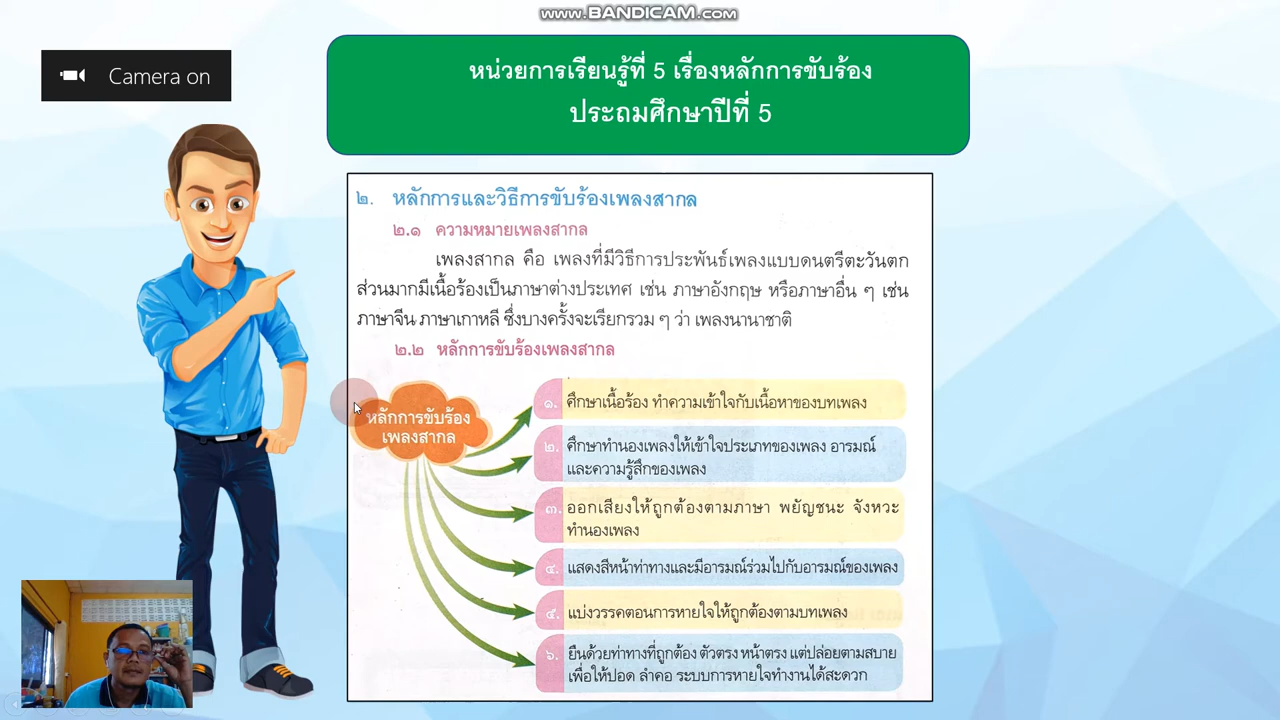 www.BANDICAM.com
Camera on
หน่วยการเรียนรู้ที่ 5 เรื่องหลักการขับร้อง
ประถมศึกษาปีที่ 5
๒. หลักการและวิธีการขับร้องเพลงสากล
๒.๑ ความหมายเพลงสากล
เพลงสากล คือ เพลงที่มีวิธีการประพันธ์เพลงแบบดนตรีตะวันตก
ส่วนมากมีเนื้อร้องเป็นภาษาต่างประเทศ เช่น ภาษาอังกฤษ หรือภาษาอื่น ๆ เช่น
ภาษาจีน ภาษาเกาหลี ซึ่งบางครั้งจะเรียกรวม ๆ ว่า เพลงนานาชาติ
๒.๒ หลักการขับร้องเพลงสากล
หลักการขับร้อง
เพลงสากล
๑. ศึกษาเนื้อร้อง ทำความเข้าใจกับเนื้อหาของบทเพลง
๒. ศึกษาทำนองเพลงให้เข้าใจประเภทของเพลง อารมณ์
และความรู้สึกของเพลง
๓. ออกเสียงให้ถูกต้องตามภาษา พยัญชนะ จังหวะ
ทำนองเพลง
๔. แสดงสีหน้าท่าทางและมีอารมณ์ร่วมไปกับอารมณ์ของเพลง
๕. แบ่งวรรคตอนการหายใจให้ถูกต้องตามบทเพลง
๖. ยืนด้วยท่าทางที่ถูกต้อง ตัวตรง หน้าตรง แต่ปล่อยตามสบาย
เพื่อให้ปอด ลำคอ ระบบการหายใจทำงานได้สะดวก